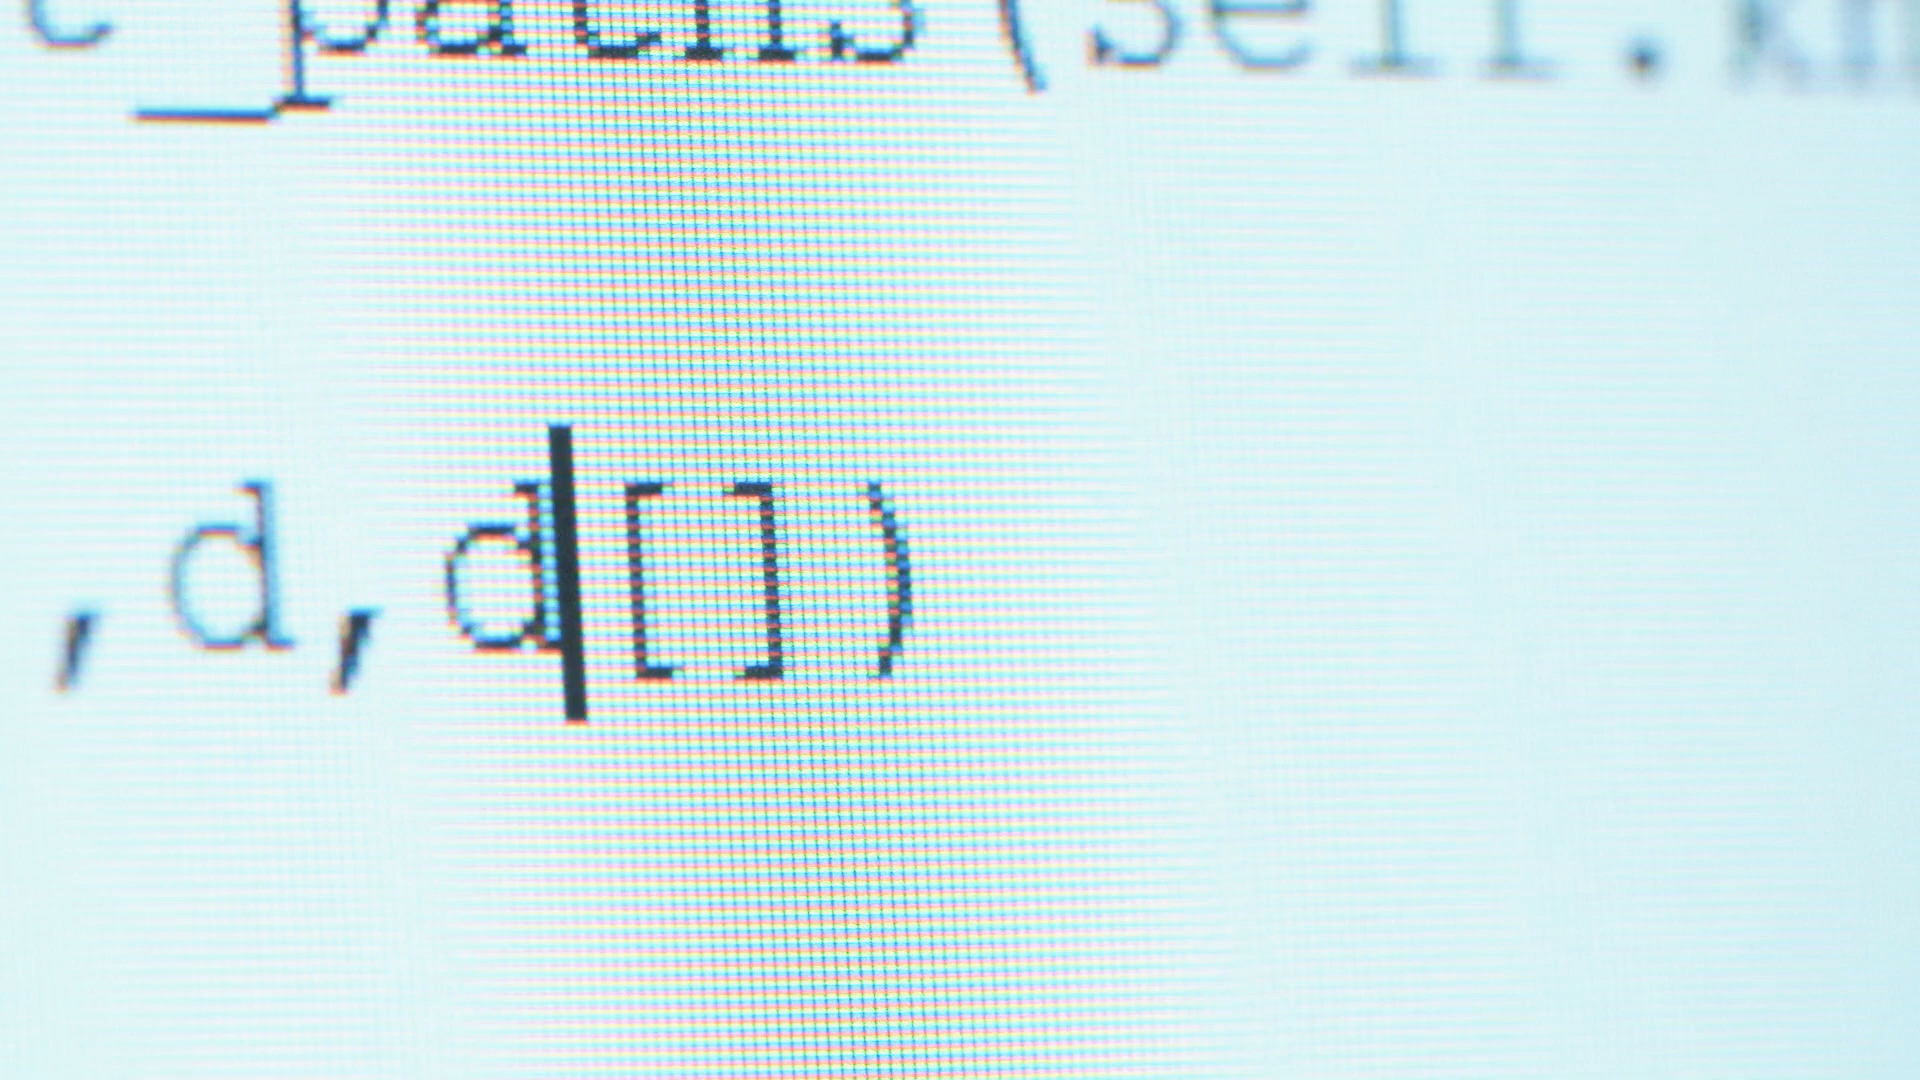 _paths(self.
,d,d[])